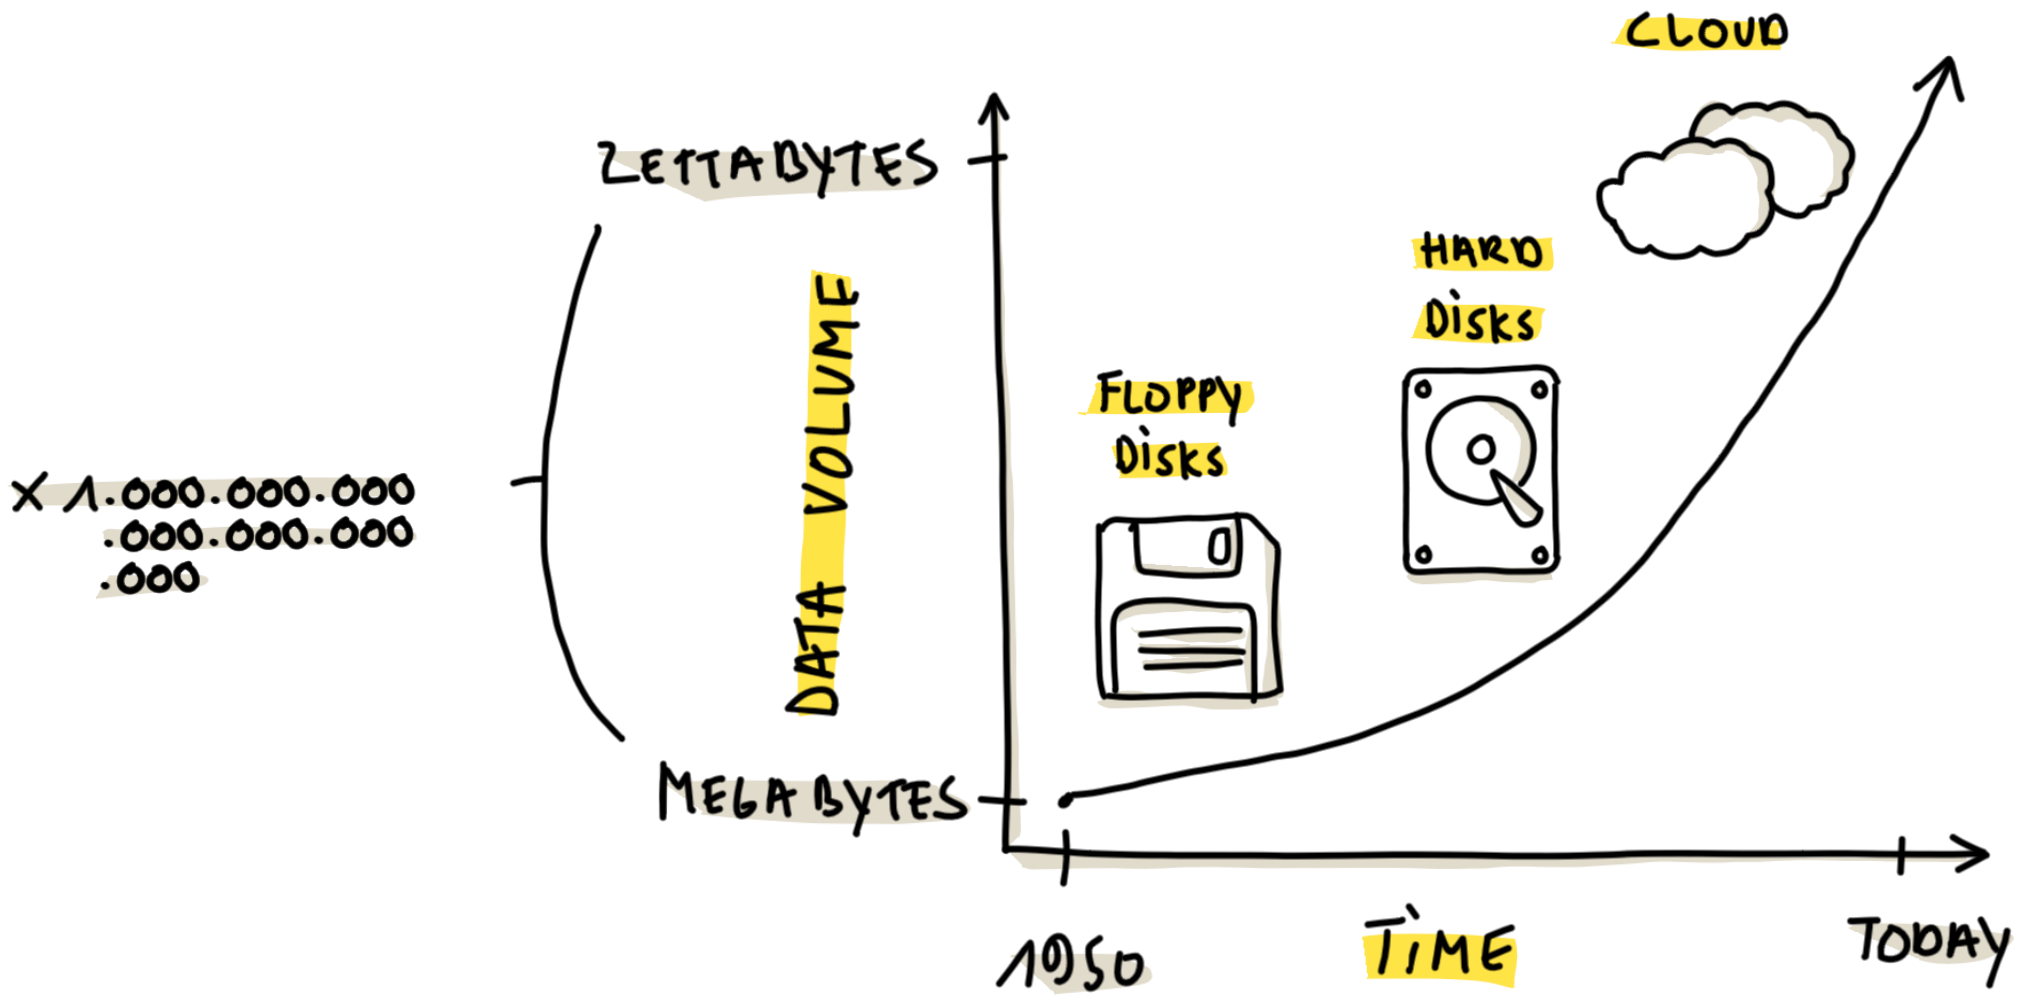 CLOUD
ZETTABYTES
HARD
DISKS
FLOPPY
DISKS
DATA VOLUME
X 1.000.000.000
.000.000.000
.000
MEGABYTES
1950
TIME
TODAY